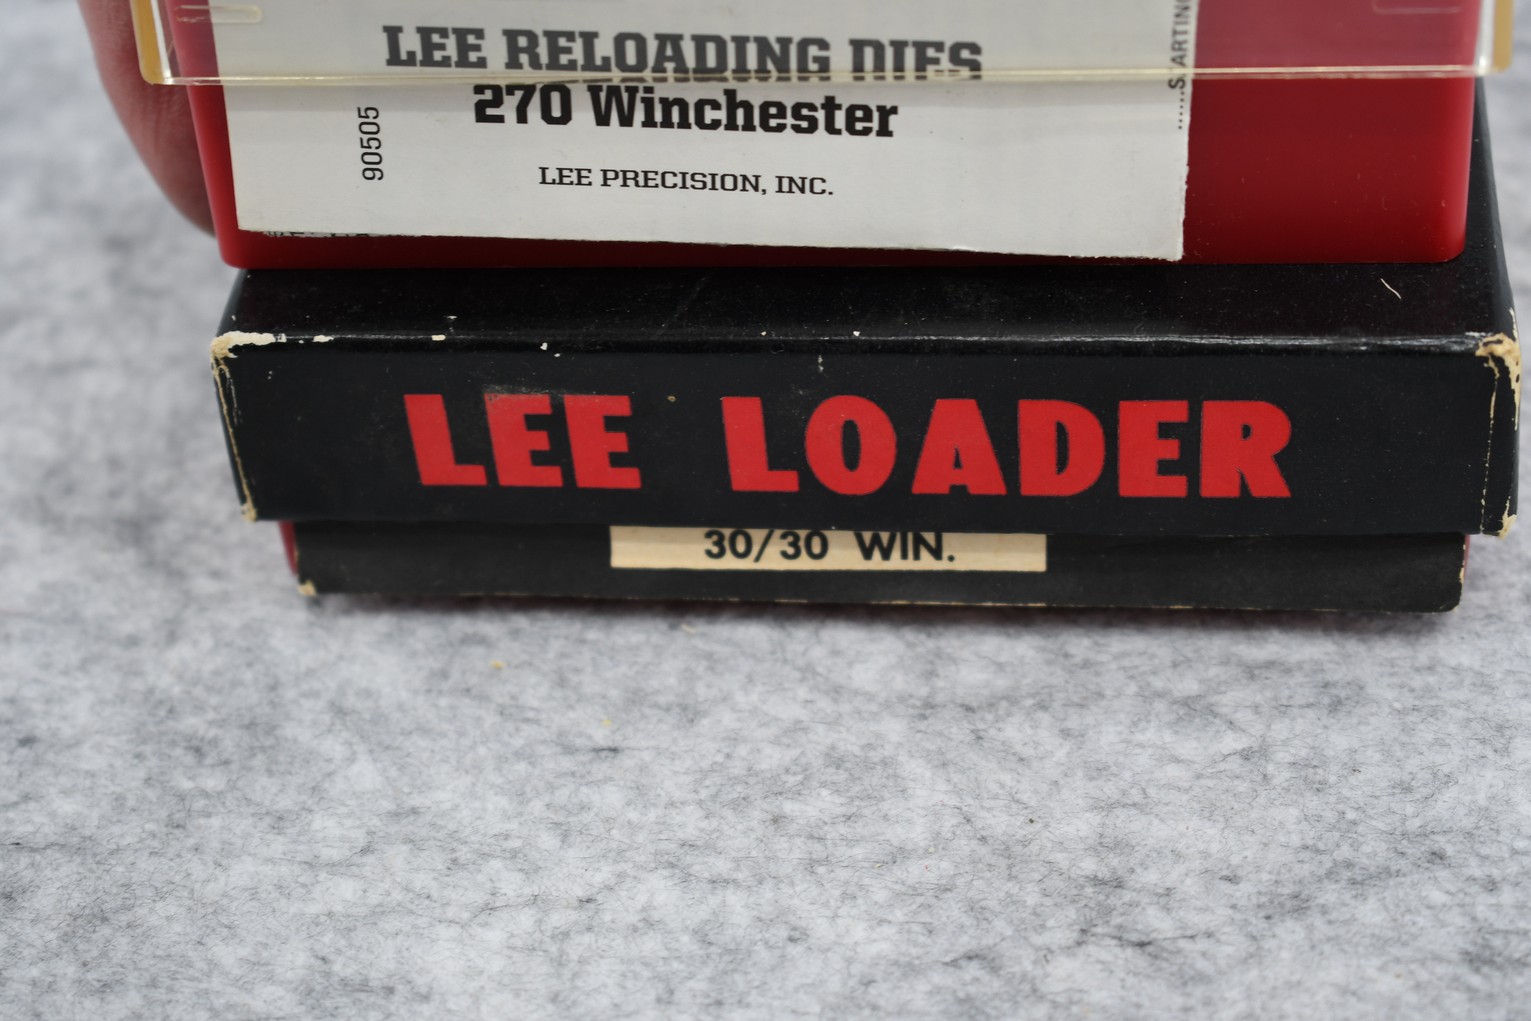 LEE RELOADING DIES
270 Winchester
90505
LEE PRECISION, INC.
LEE LOADER
30/30 WIN.